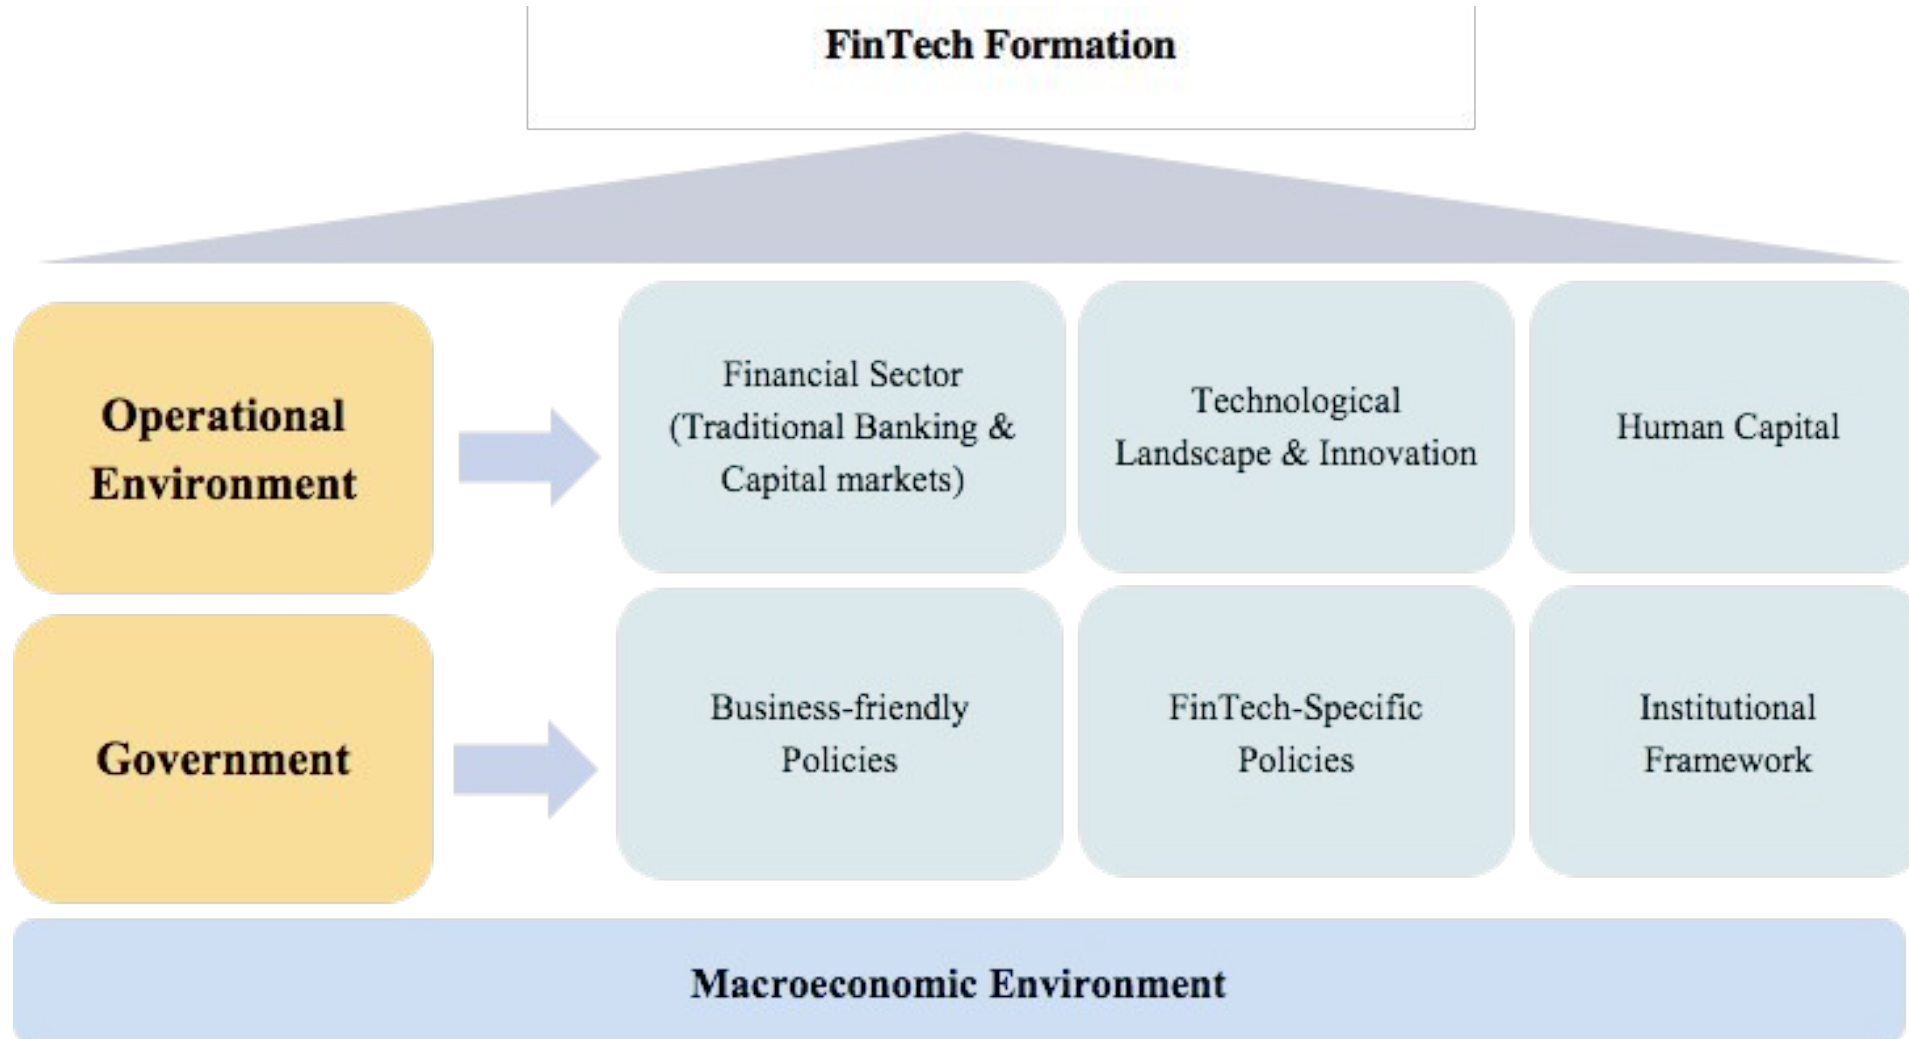 FinTech Formation
Operational
Environment
Financial Sector
(Traditional Banking &
Capital markets)
Technological
Landscape & Innovation
Human Capital
Government
Business-friendly
Policies
FinTech-Specific
Policies
Institutional
Framework
Macroeconomic Environment